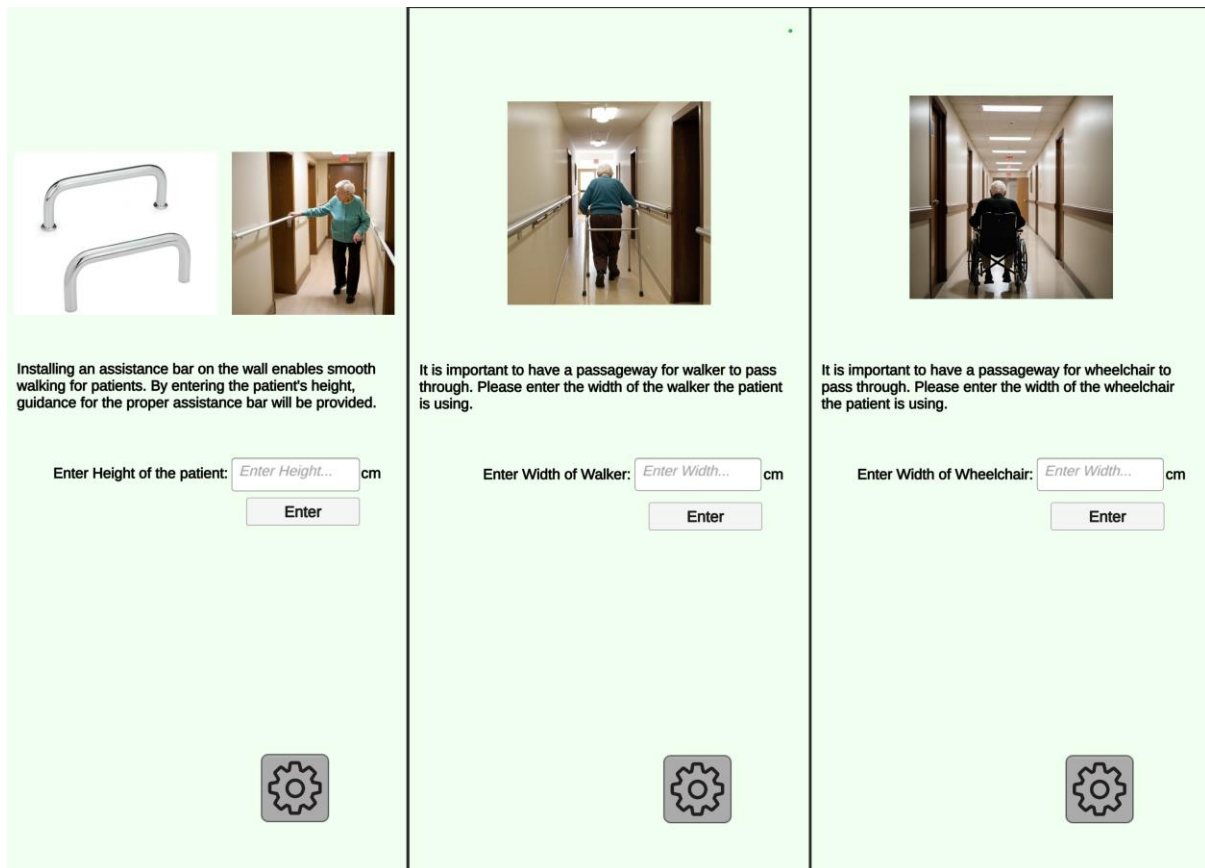 Installing an assistance bar on the wall enables smooth
walking for patients. By entering the patient's height,
guidance for the proper assistance bar will be provided.
Enter Height of the patient: Enter Height... cm
Enter
It is important to have a passageway for walker to pass
through. Please enter the width of the walker the patient
is using.
Enter Width of Walker: Enter Width... cm
Enter
It is important to have a passageway for wheelchair to
pass through. Please enter the width of the wheelchair
the patient is using.
Enter Width of Wheelchair: Enter Width... cm
Enter